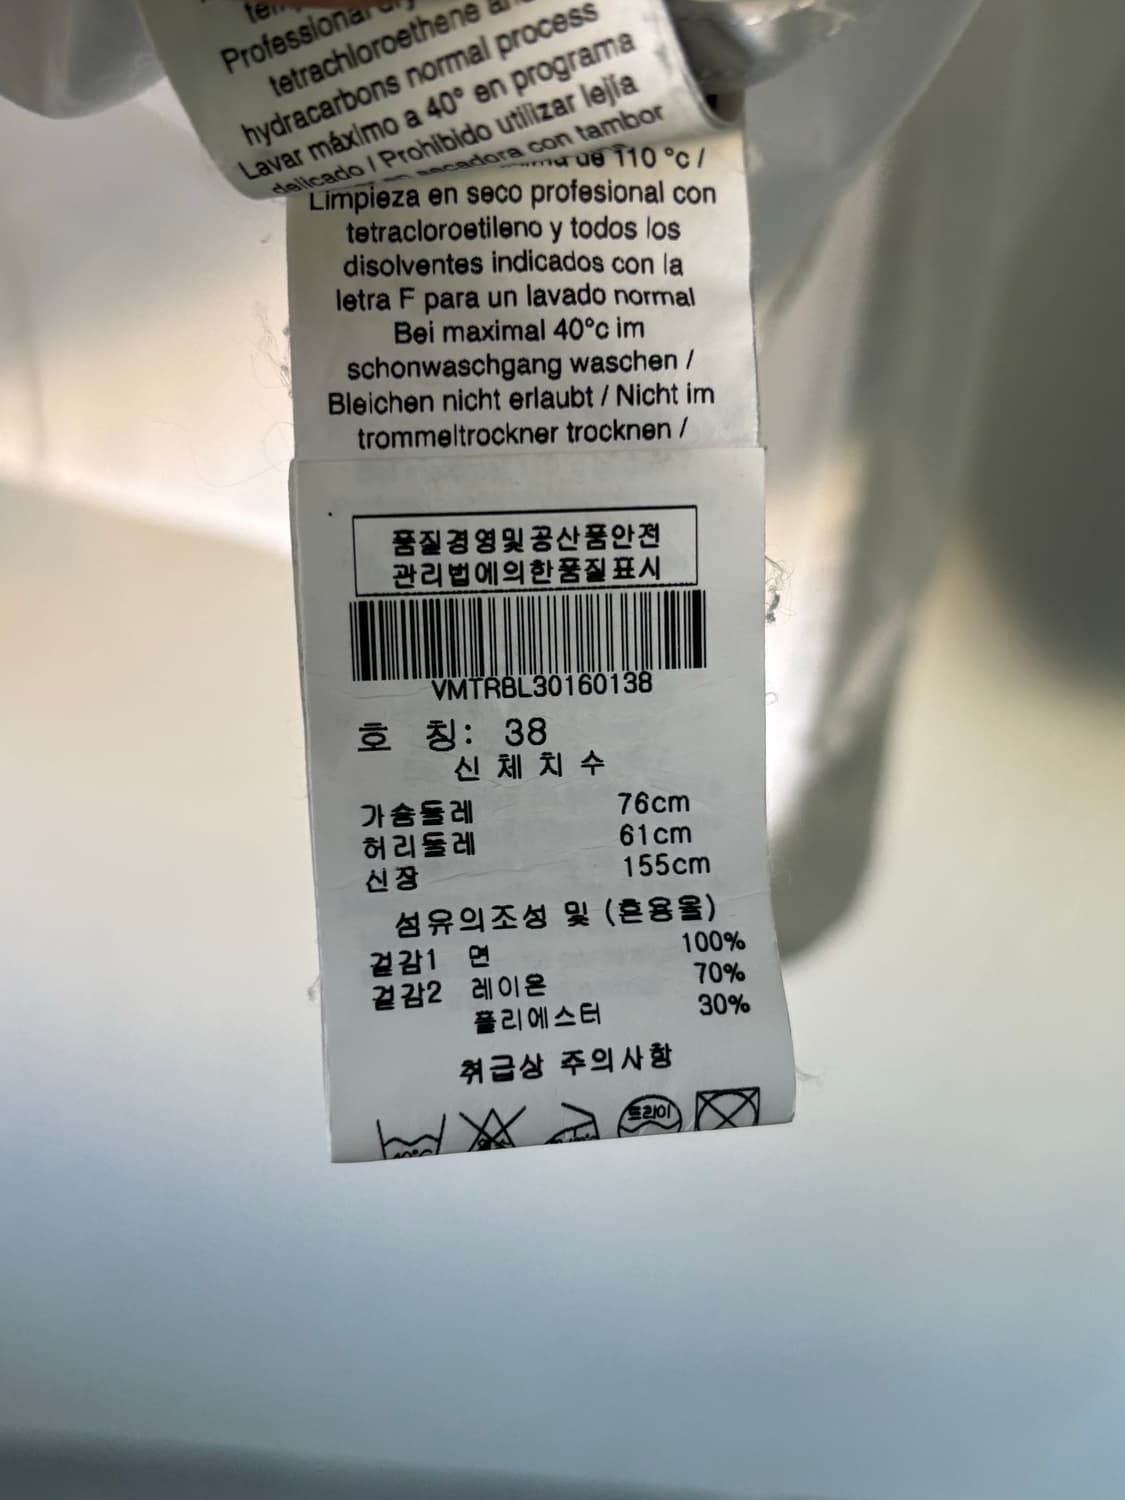 Professional
tetrachloroethene
hydracarbons normal process
Lavar máximo a 40° en programa
delicado / Prohibido utilizar lejía
secadora con tambor
de 110 °c /
Limpieza en seco profesional con
tetracloroetileno y todos los
disolventes indicados con la
letra F para un lavado normal
Bei maximal 40°c im
schonwaschgang waschen /
Bleichen nicht erlaubt / Nicht im
trommeltrockner trocknen /
품질경영및공산품안전
관리법에의한품질표시
VMTRBL30160138
호 칭: 38
신 체 치 수
가슴둘레 76cm
허리둘레 61cm
신장 155cm
섬유의조성 및 (혼용율)
겉감1 면 100%
겉감2 레이온 70%
폴리에스터 30%
취급상 주의사항
40°C
드라이